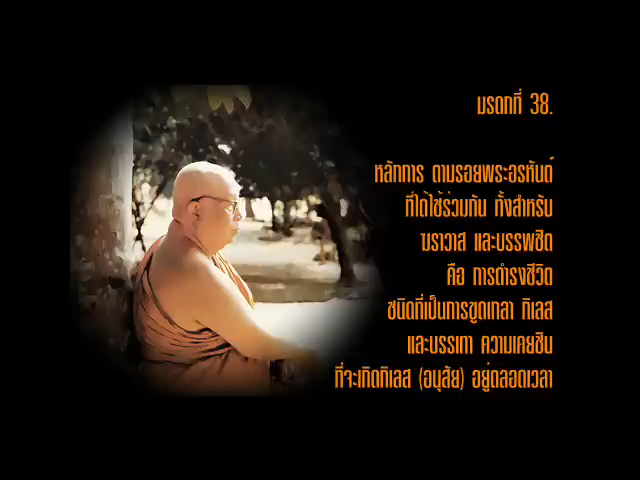 มรดกที่ 38.
หลักการ ตามรอยพระอรหันต์
ที่ได้ใช้ร่วมกัน ทั้งสำหรับ
ฆราวาส และบรรพชิต
คือ การดำรงชีวิต
ชนิดที่เป็นการขูดเกลา กิเลส
และบรรเทา ความเคยชิน
ที่จะเกิดกิเลส (อนุสัย) อยู่ตลอดเวลา